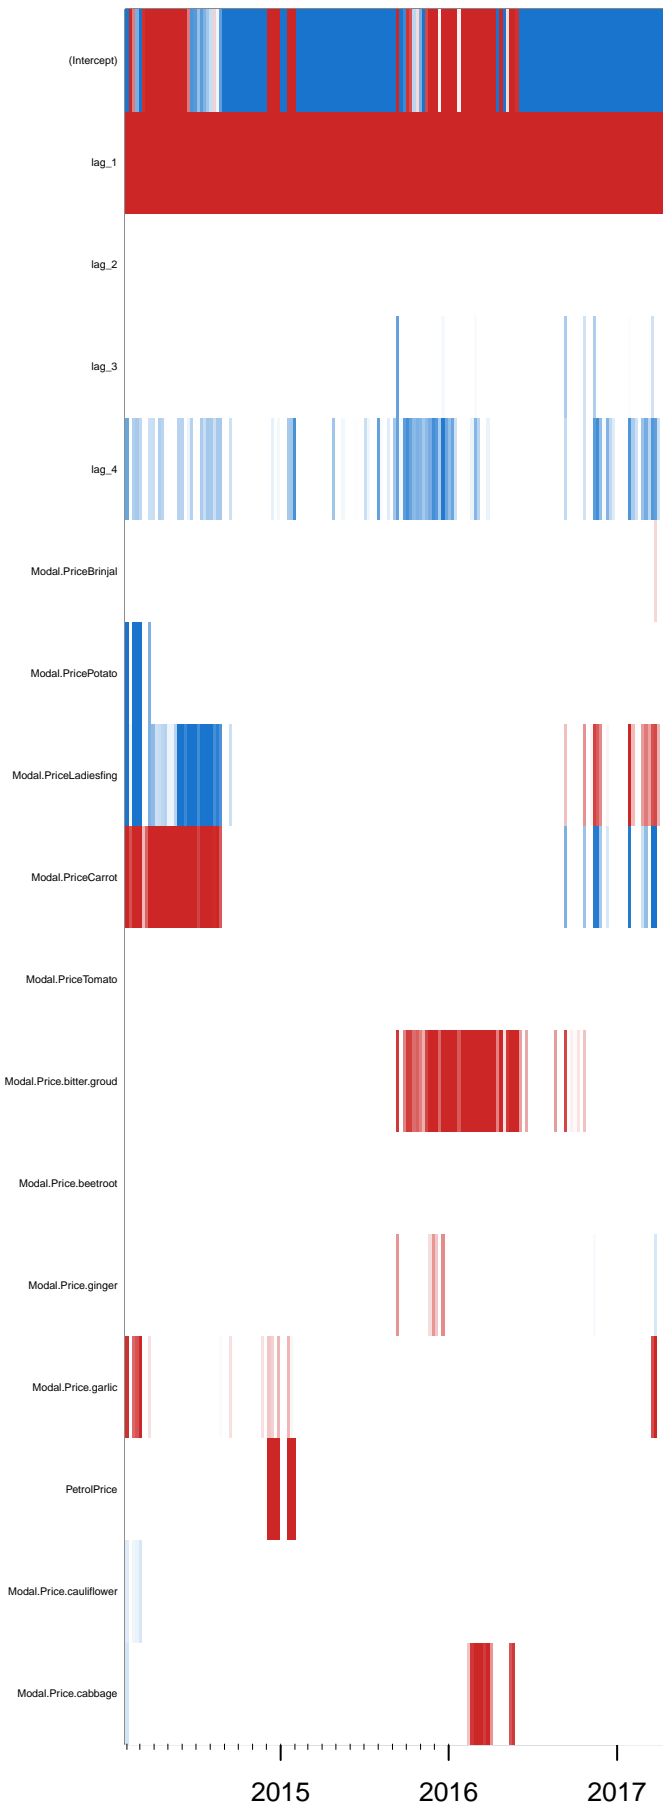 (Intercept)
lag_1
lag_2
lag_3
lag_4
Modal.PriceBrinjal
Modal.PricePotato
Modal.PriceLadiesfing
Modal.PriceCarrot
Modal.PriceTomato
Modal.Price.bitter.groud
Modal.Price.beetroot
Modal.Price.ginger
Modal.Price.garlic
PetrolPrice
Modal.Price.cauliflower
Modal.Price.cabbage
2015 2016 2017